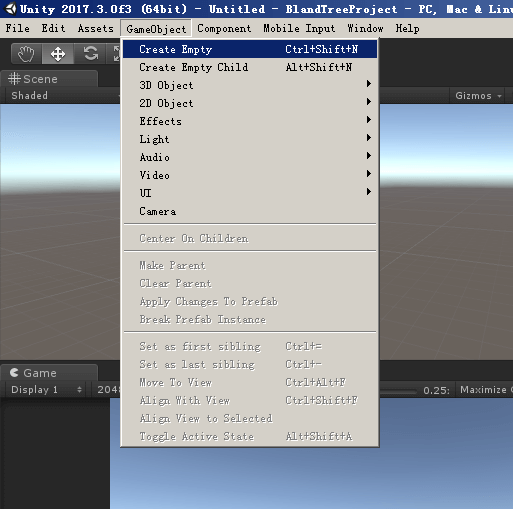 Unity 2017.3.0f3 (64bit) - Untitled - BlandTreeProject - PC, Mac & Linu
File Edit Assets GameObject Component Mobile Input Window Help
Create Empty Ctrl+Shift+N
Create Empty Child Alt+Shift+N
Scene
3D Object
Shaded Gizmos
2D Object
Effects
Light
Audio
Video
UI
Camera
Center On Children
Make Parent
Clear Parent
Apply Changes To Prefab
Break Prefab Instance
Set as first sibling Ctrl+=
Set as last sibling Ctrl+-
Game
Move To View Ctrl+Alt+F
Display 1 2048 0.25: Maximize
Align With View Ctrl+Shift+F
Align View to Selected
Toggle Active State Alt+Shift+A